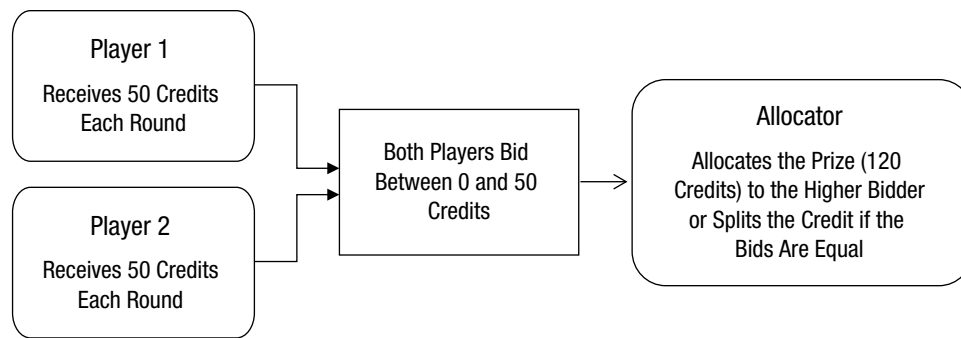 Player 1
Receives 50 Credits
Each Round
Player 2
Receives 50 Credits
Each Round
Both Players Bid
Between 0 and 50
Credits
Allocator
Allocates the Prize (120
Credits) to the Higher Bidder
or Splits the Credit if the
Bids Are Equal